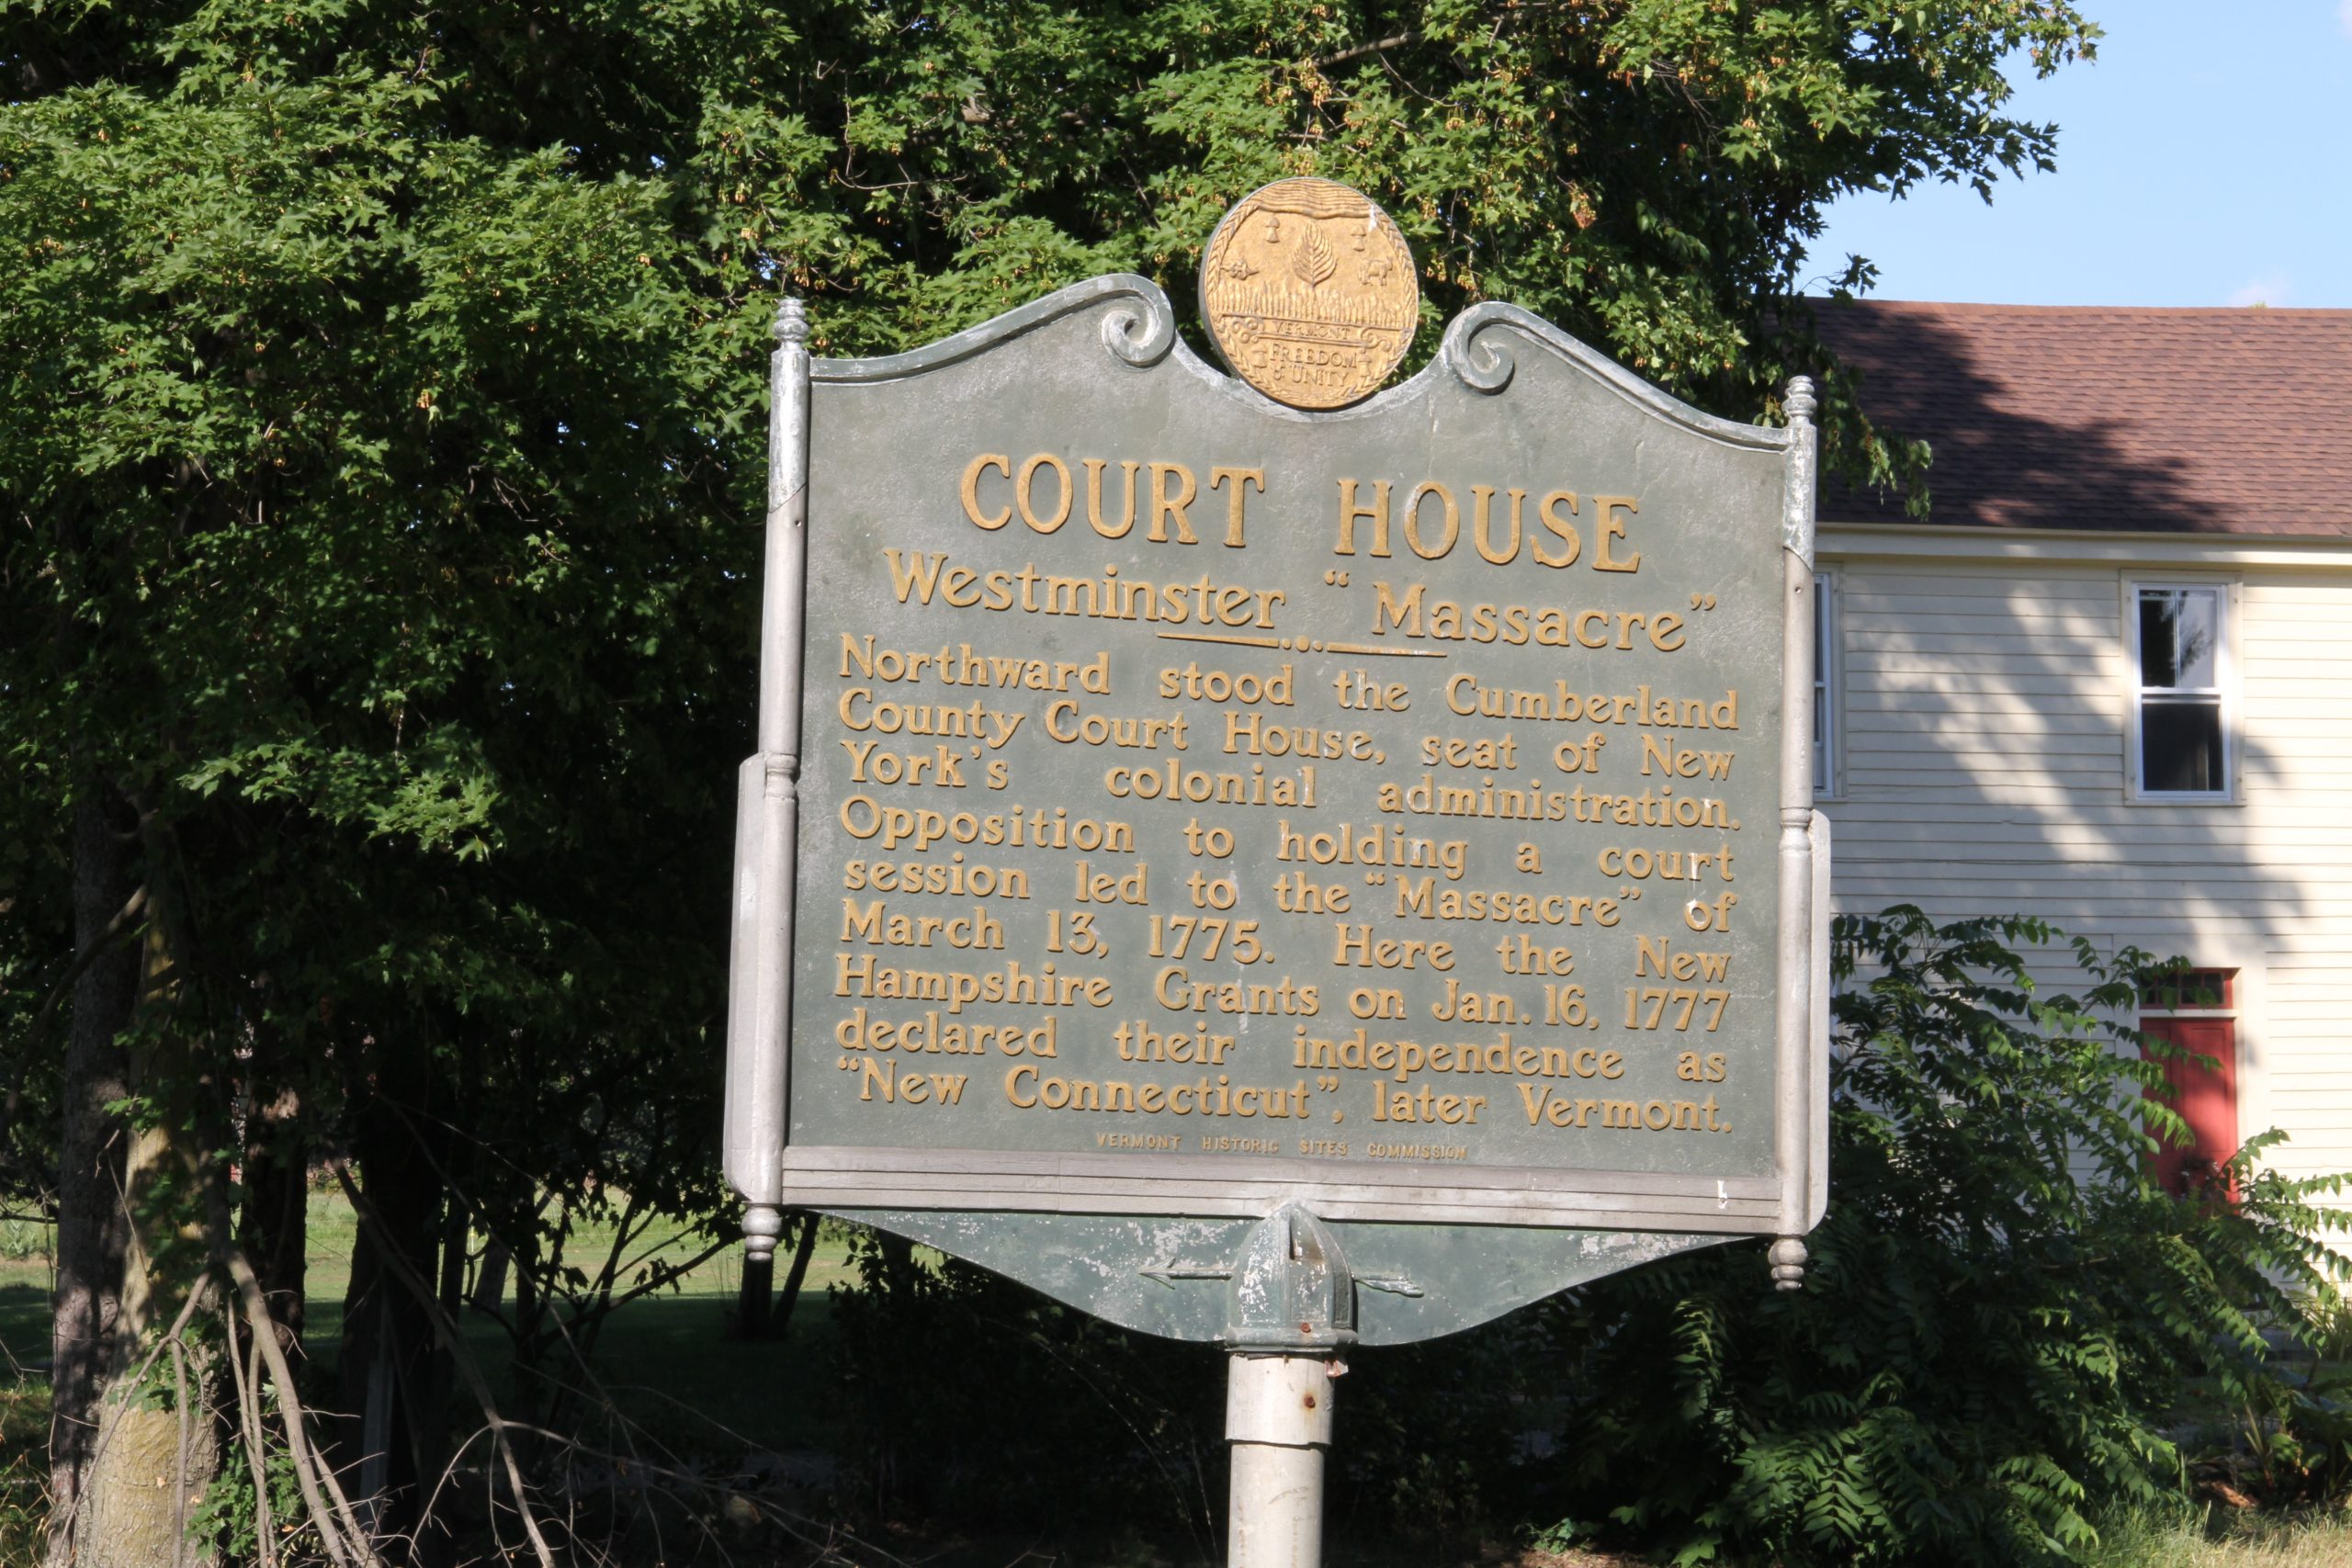 VERMONT
FREEDOM
& UNITY
COURT HOUSE
Westminster "Massacre"
Northward stood the Cumberland
County Court House, seat of New
York's colonial administration.
Opposition to holding a court
session led to the "Massacre" of
March 13, 1775. Here the New
Hampshire Grants on Jan. 16, 1777
declared their independence as
"New Connecticut", later Vermont.
VERMONT HISTORIC SITES COMMISSION